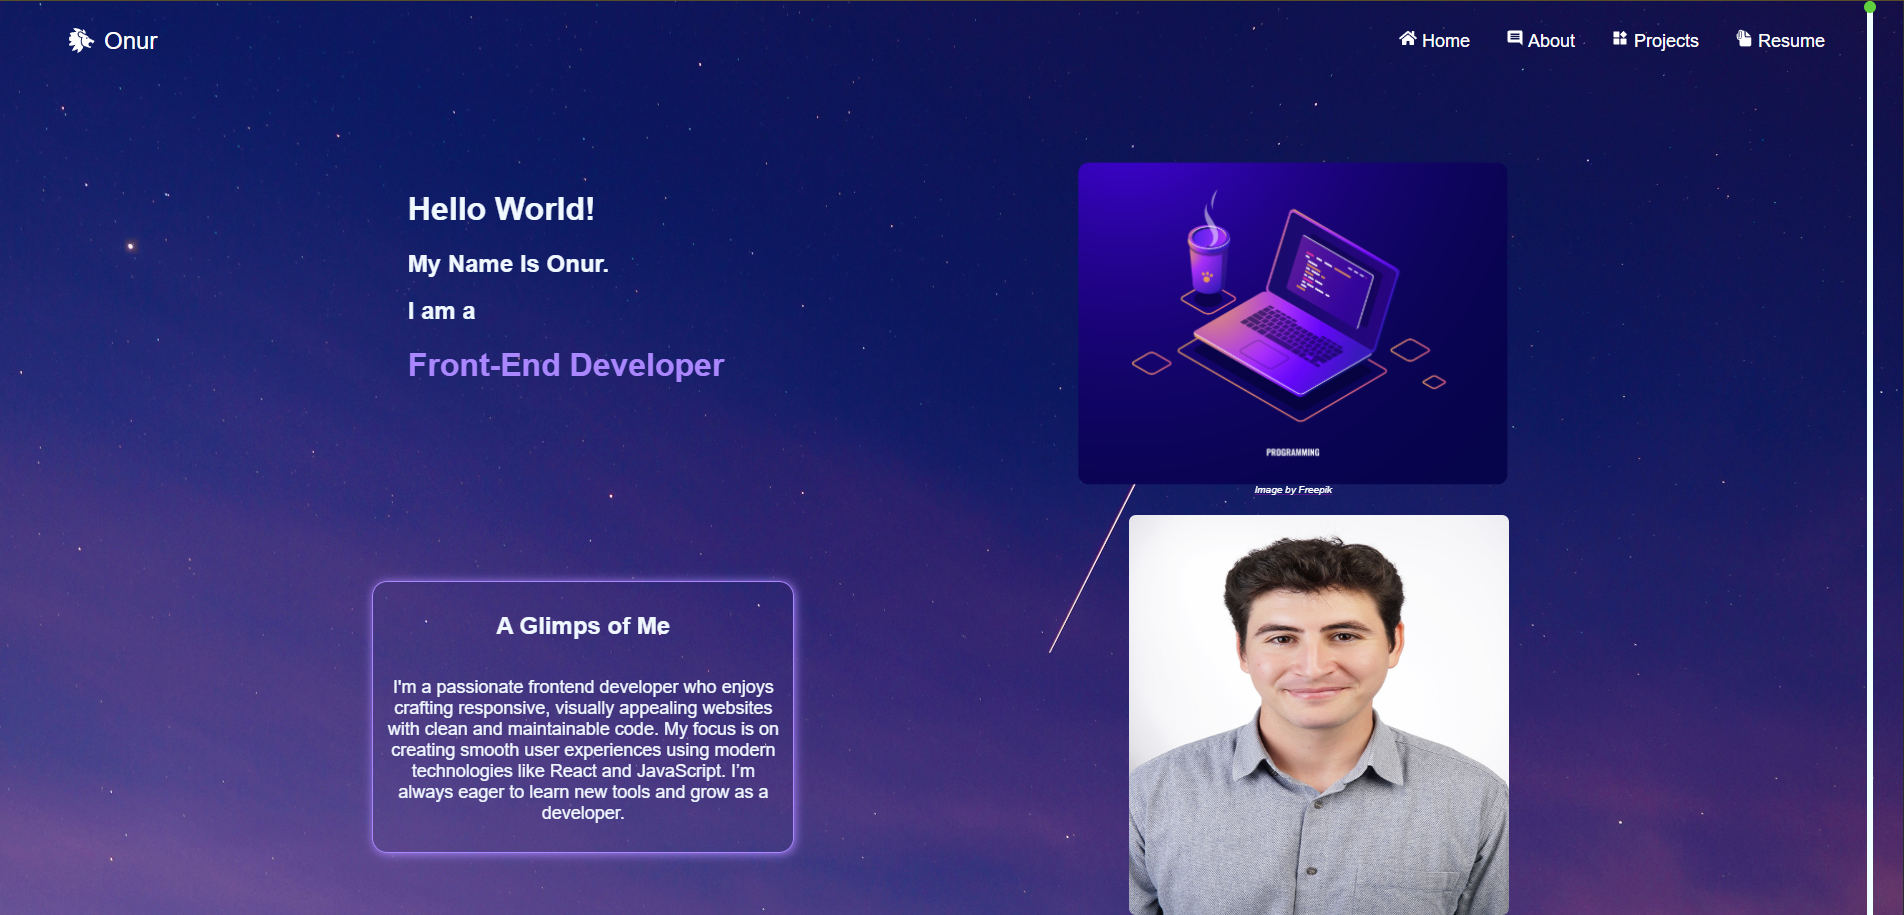 Onur
Home
About
Projects
Resume
Hello World!
My Name Is Onur.
I am a
Front-End Developer
PROGRAMMING
Image by Freepik
A Glimps of Me
I'm a passionate frontend developer who enjoys
crafting responsive, visually appealing websites
with clean and maintainable code. My focus is on
creating smooth user experiences using modern
technologies like React and JavaScript. I’m
always eager to learn new tools and grow as a
developer.